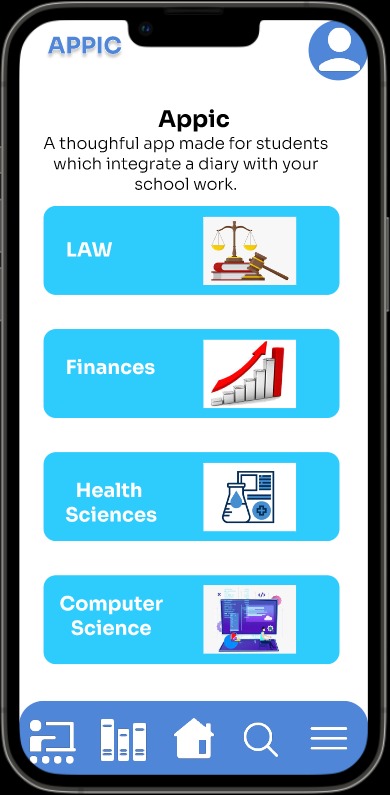 APPIC
Appic
A thoughful app made for students
which integrate a diary with your
school work.
LAW
Finances
Health
Sciences
Computer
Science